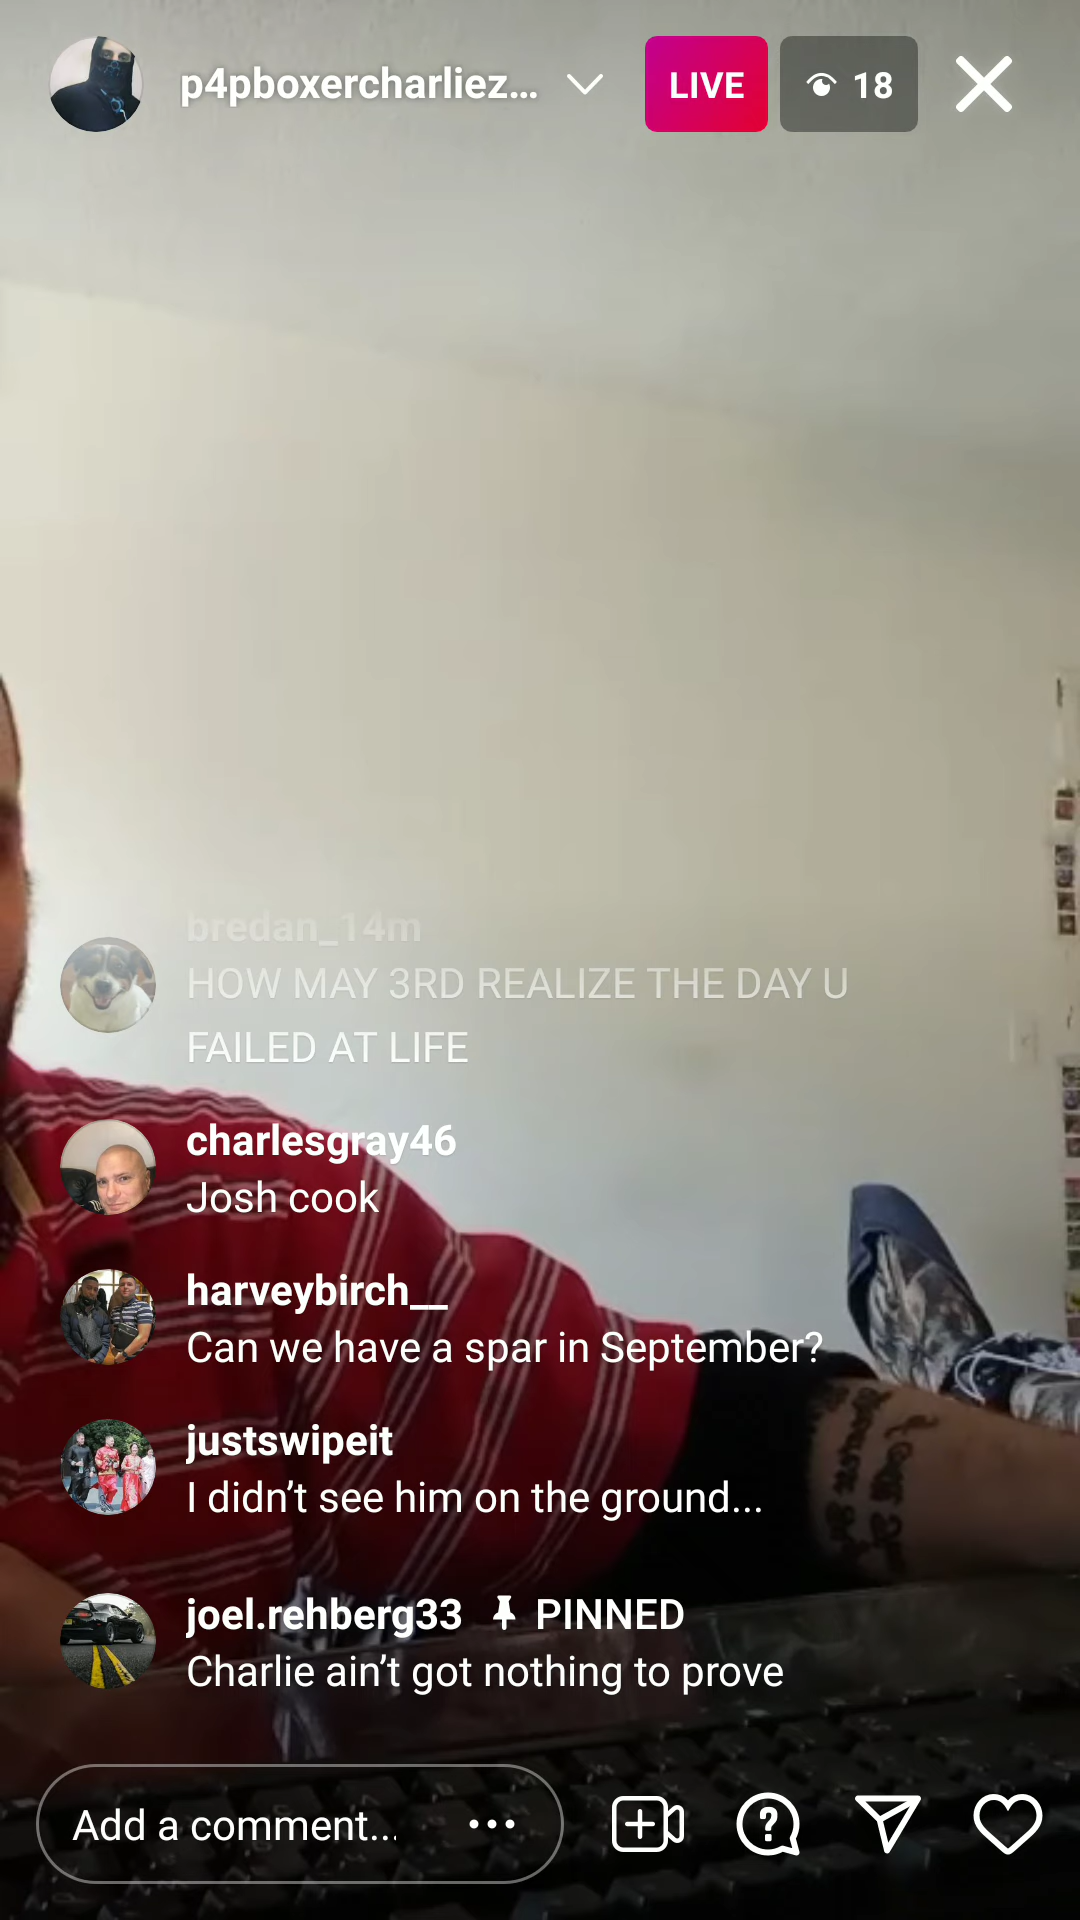 p4pboxercharliez...
LIVE
18
bredan_14m
HOW MAY 3RD REALIZE THE DAY U
FAILED AT LIFE
charlesgray46
Josh cook
harveybirch__
Can we have a spar in September?
justswipeit
I didn't see him on the ground...
joel.rehberg33 PINNED
Charlie ain't got nothing to prove
Add a comment...